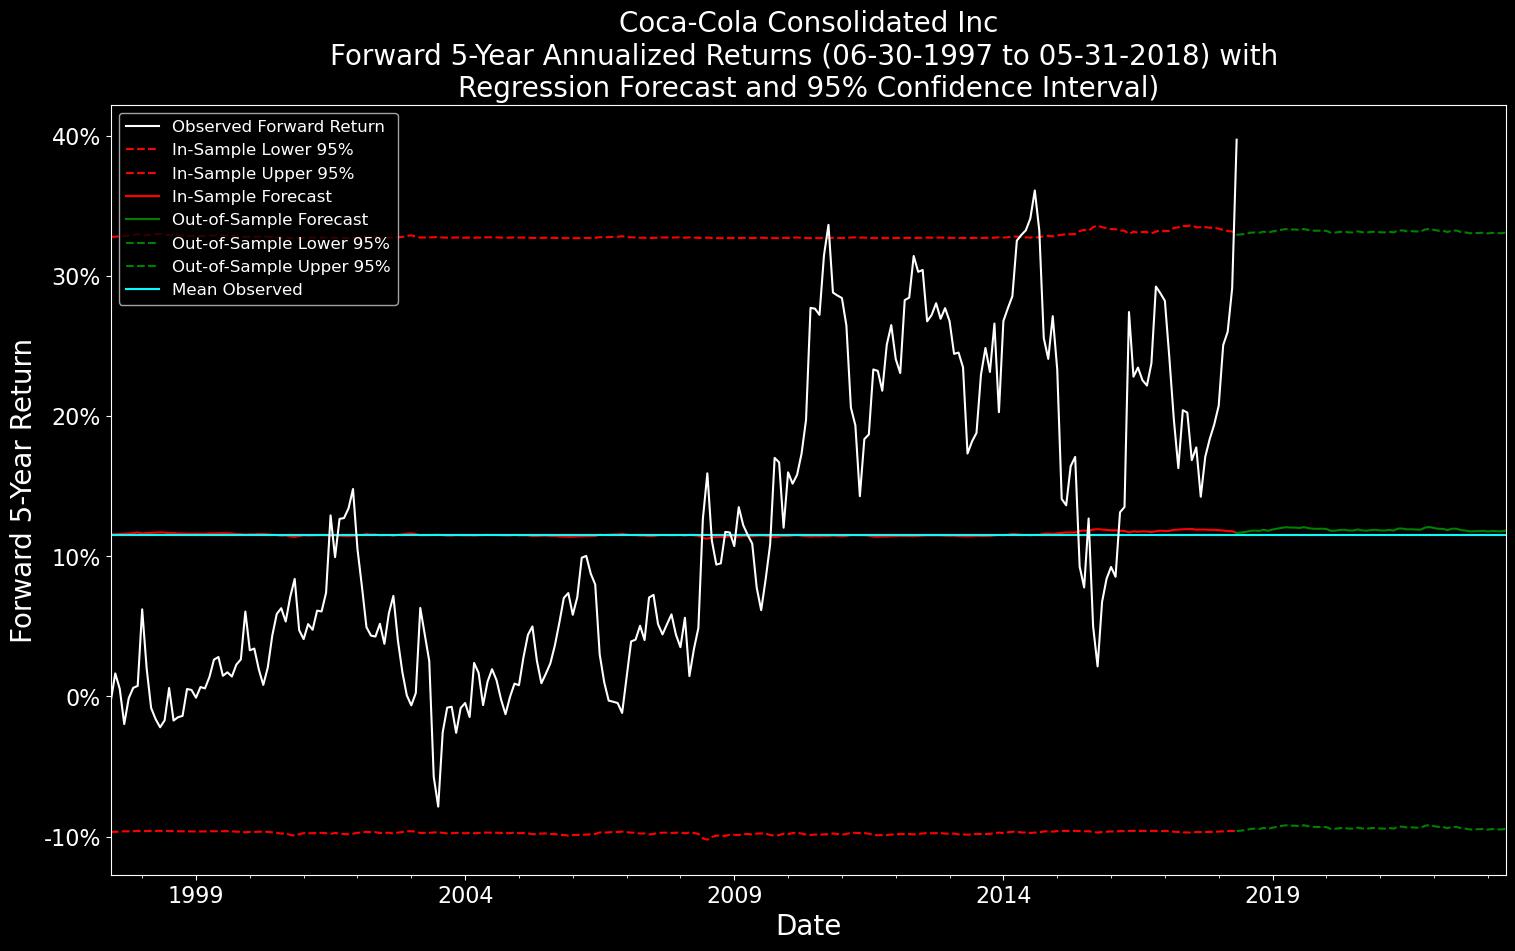 Coca-Cola Consolidated Inc
Forward 5-Year Annualized Returns (06-30-1997 to 05-31-2018) with
Regression Forecast and 95% Confidence Interval)
Observed Forward Return
In-Sample Lower 95%
In-Sample Upper 95%
In-Sample Forecast
Out-of-Sample Forecast
Out-of-Sample Lower 95%
Out-of-Sample Upper 95%
Mean Observed
Forward 5-Year Return
40%
30%
20%
10%
0%
-10%
1999
2004
2009
2014
2019
Date